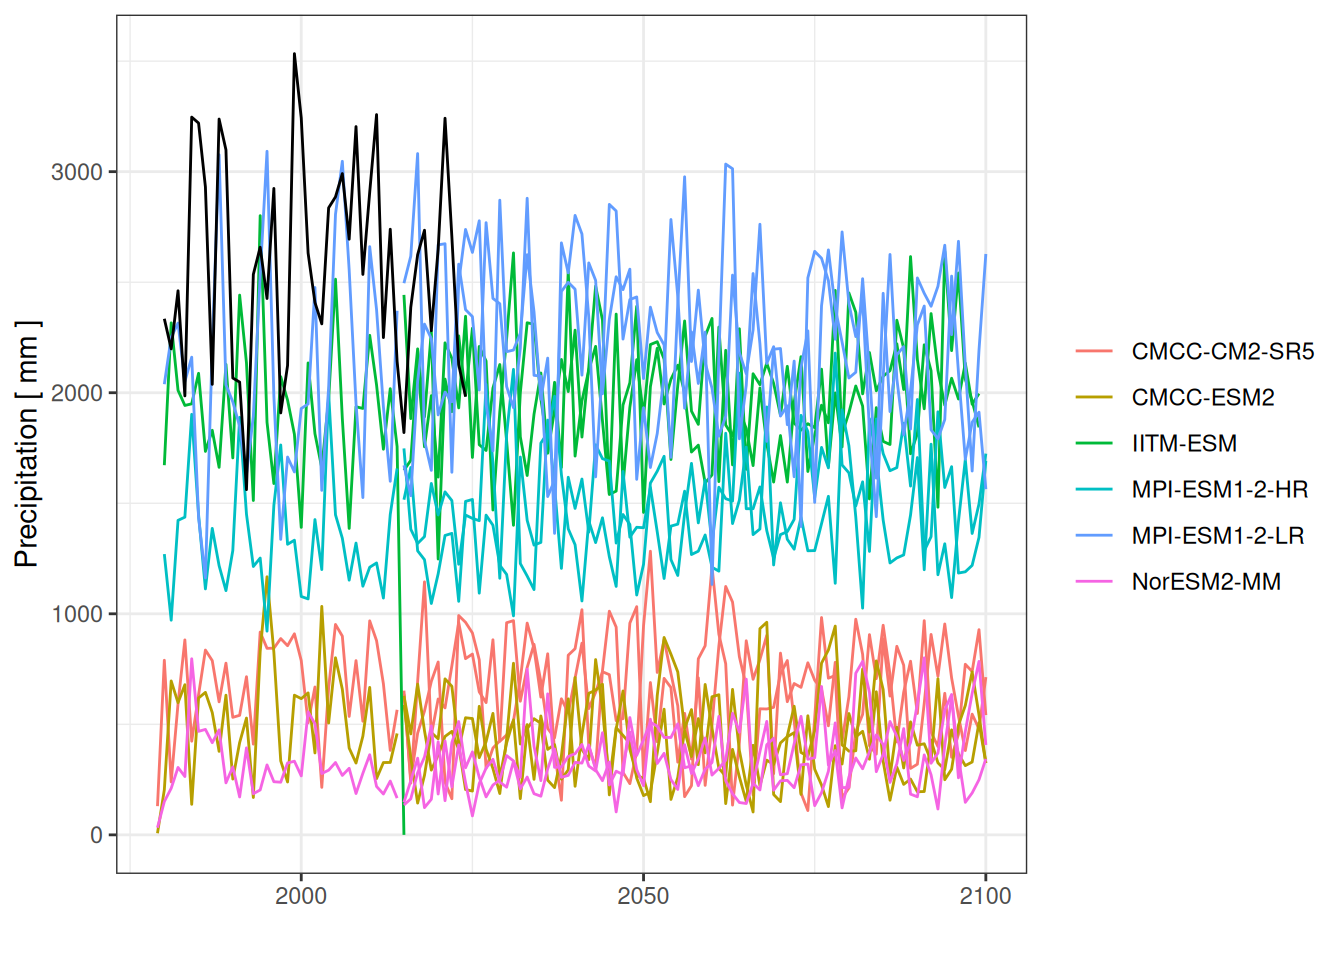 Precipitation [ mm ]
3000
2000
1000
0
2000
2050
2100
CMCC-CM2-SR5
CMCC-ESM2
IITM-ESM
MPI-ESM1-2-HR
MPI-ESM1-2-LR
NorESM2-MM